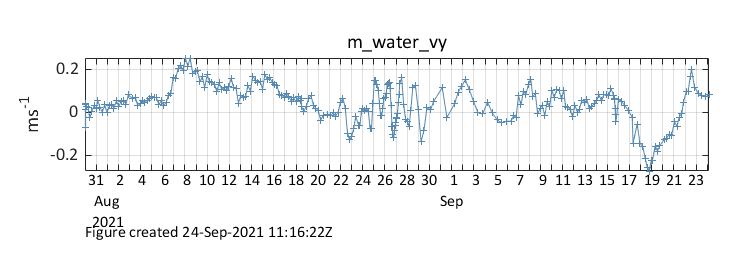 m_water_vy
0.2
0
-0.2
ms-1
31 2 4 6 8 10 12 14 16 18 20 22 24 26 28 30 1 3 5 7 9 11 13 15 17 19 21 23
Aug Sep
2021
Figure created 24-Sep-2021 11:16:22Z